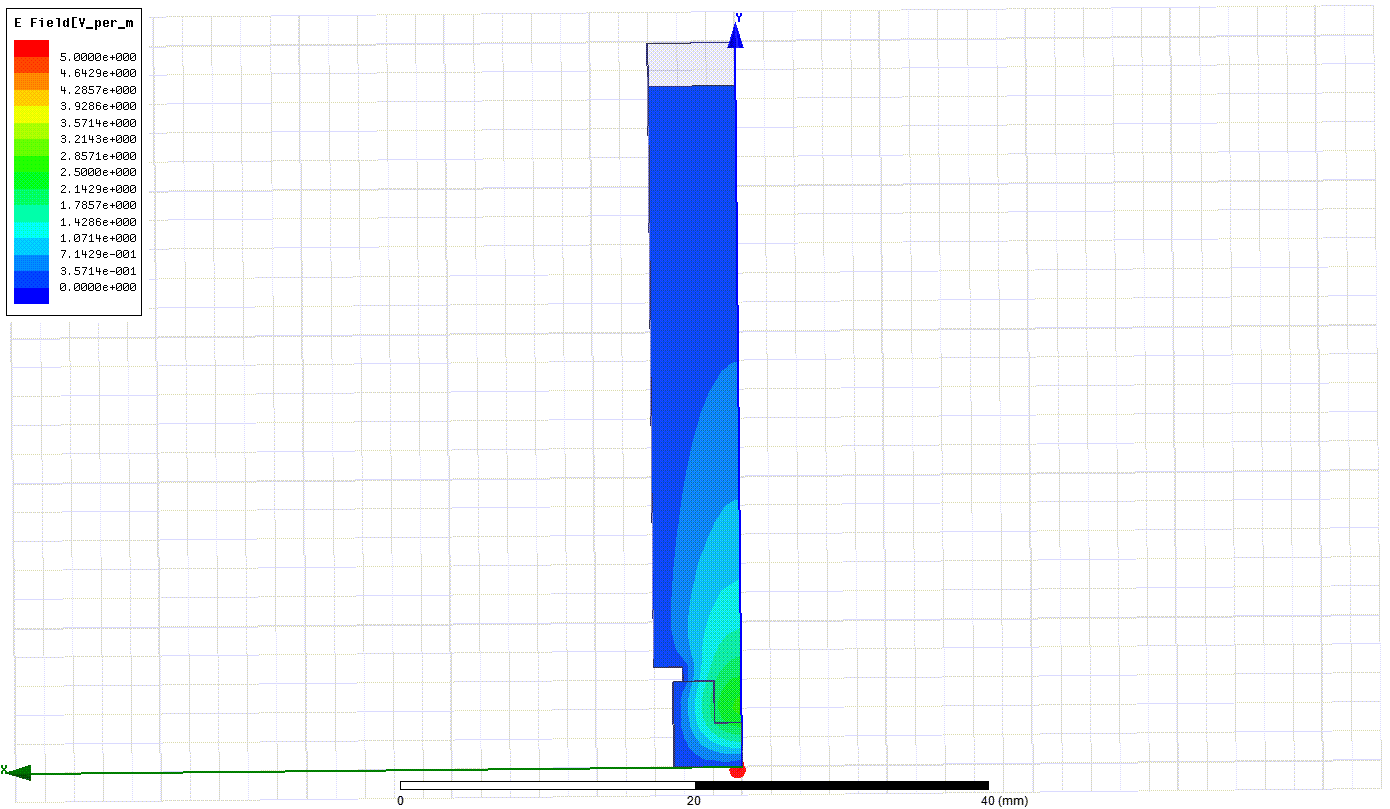 E Field[V_per_m
5.0000e+000
4.6429e+000
4.2857e+000
3.9286e+000
3.5714e+000
3.2143e+000
2.8571e+000
2.5000e+000
2.1429e+000
1.7857e+000
1.4286e+000
1.0714e+000
7.1429e-001
3.5714e-001
0.0000e+000
Y
X
0 20 40 (mm)